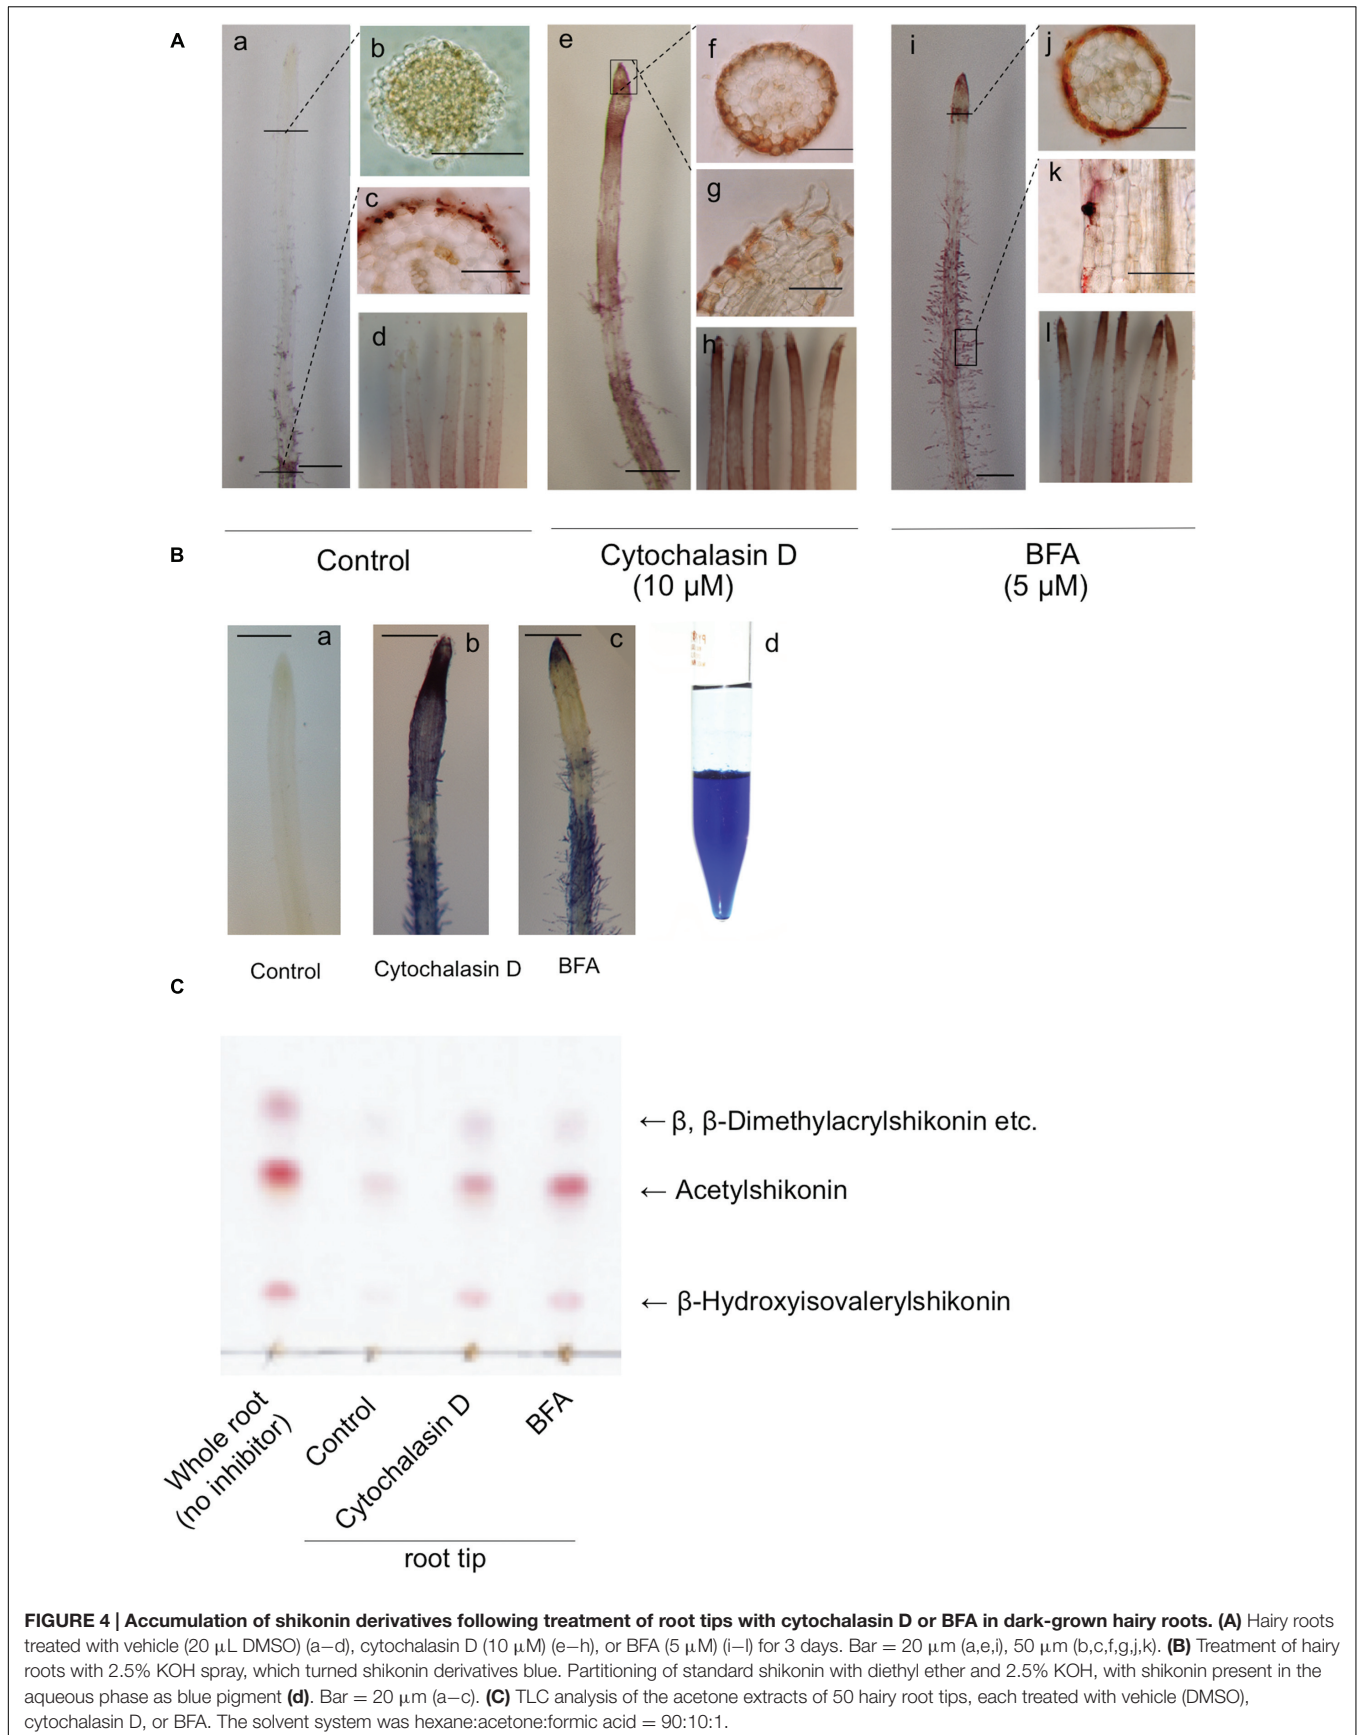 A
a
b
c
d
e
f
g
h
i
j
k
l
Control
Cytochalasin D
(10 μM)
BFA
(5 μM)
B
a
b
c
d
Control
Cytochalasin D
BFA
C
← β, β-Dimethylacrylshikonin etc.
← Acetylshikonin
← β-Hydroxyisovalerylshikonin
Whole root
(no inhibitor)
Control
Cytochalasin D
BFA
root tip
FIGURE 4 | Accumulation of shikonin derivatives following treatment of root tips with cytochalasin D or BFA in dark-grown hairy roots. (A) Hairy roots
treated with vehicle (20 μL DMSO) (a–d), cytochalasin D (10 μM) (e–h), or BFA (5 μM) (i–l) for 3 days. Bar = 20 μm (a,e,i), 50 μm (b,c,f,g,j,k). (B) Treatment of hairy
roots with 2.5% KOH spray, which turned shikonin derivatives blue. Partitioning of standard shikonin with diethyl ether and 2.5% KOH, with shikonin present in the
aqueous phase as blue pigment (d). Bar = 20 μm (a–c). (C) TLC analysis of the acetone extracts of 50 hairy root tips, each treated with vehicle (DMSO),
cytochalasin D, or BFA. The solvent system was hexane:acetone:formic acid = 90:10:1.